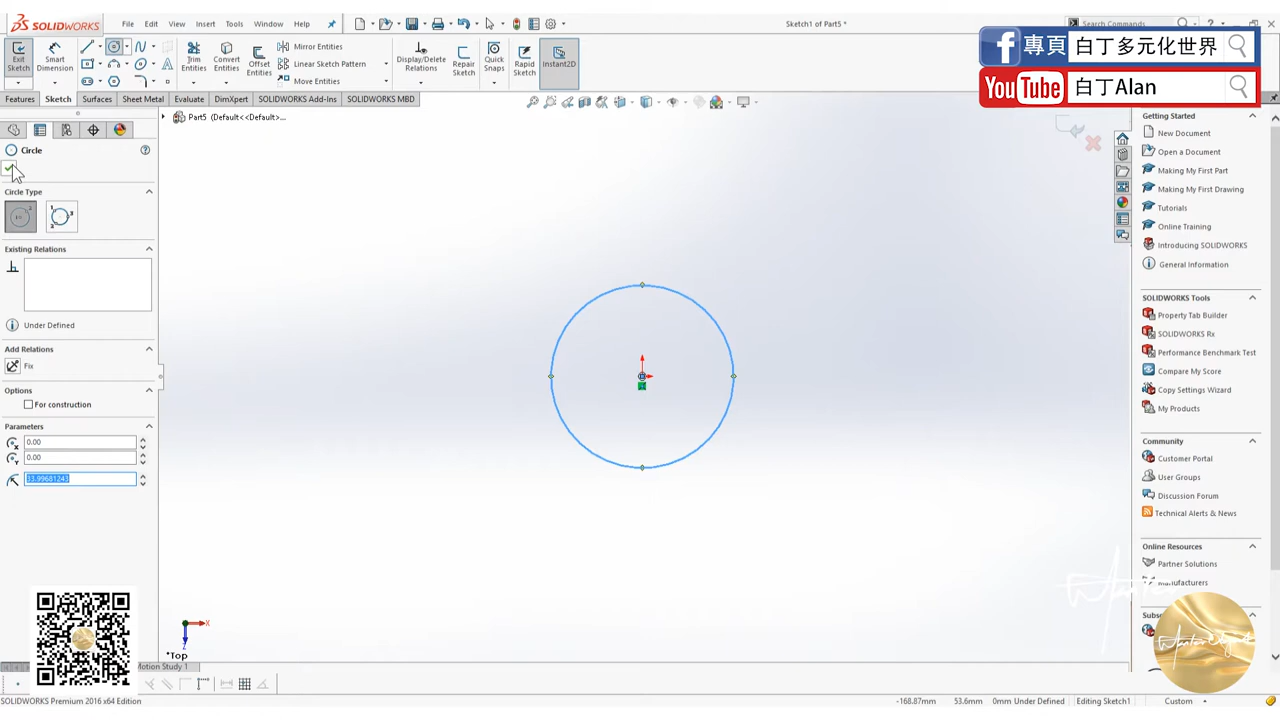 SOLIDWORKS
File Edit View Insert Tools Window Help
Sketch1 of Part5 *
Search Commands
Exit Sketch
Smart Dimension
Trim Entities
Convert Entities
Offset Entities
Mirror Entities
Linear Sketch Pattern
Move Entities
Display/Delete Relations
Repair Sketch
Quick Snaps
Rapid Sketch
Instant2D
專頁 白丁多元化世界
YouTube 白丁Alan
Features Sketch Surfaces Sheet Metal Evaluate DimXpert SOLIDWORKS Add-Ins SOLIDWORKS MBD
Part5 (Default<<Default>...
Circle
Circle Type
Existing Relations
Under Defined
Add Relations
Fix
Options
For construction
Parameters
0.00
0.00
33.99681243
Getting Started
New Document
Open a Document
Making My First Part
Making My First Drawing
Tutorials
Online Training
Introducing SOLIDWORKS
General Information
SOLIDWORKS Tools
Property Tab Builder
SOLIDWORKS Rx
Performance Benchmark Test
Compare My Score
Copy Settings Wizard
My Products
Community
Customer Portal
User Groups
Discussion Forum
Technical Alerts & News
Online Resources
Partner Solutions
Manufacturers
X
*Top
Motion Study 1
SOLIDWORKS Premium 2016 x64 Edition
-168.87mm 53.6mm 0mm Under Defined Editing Sketch1 Custom